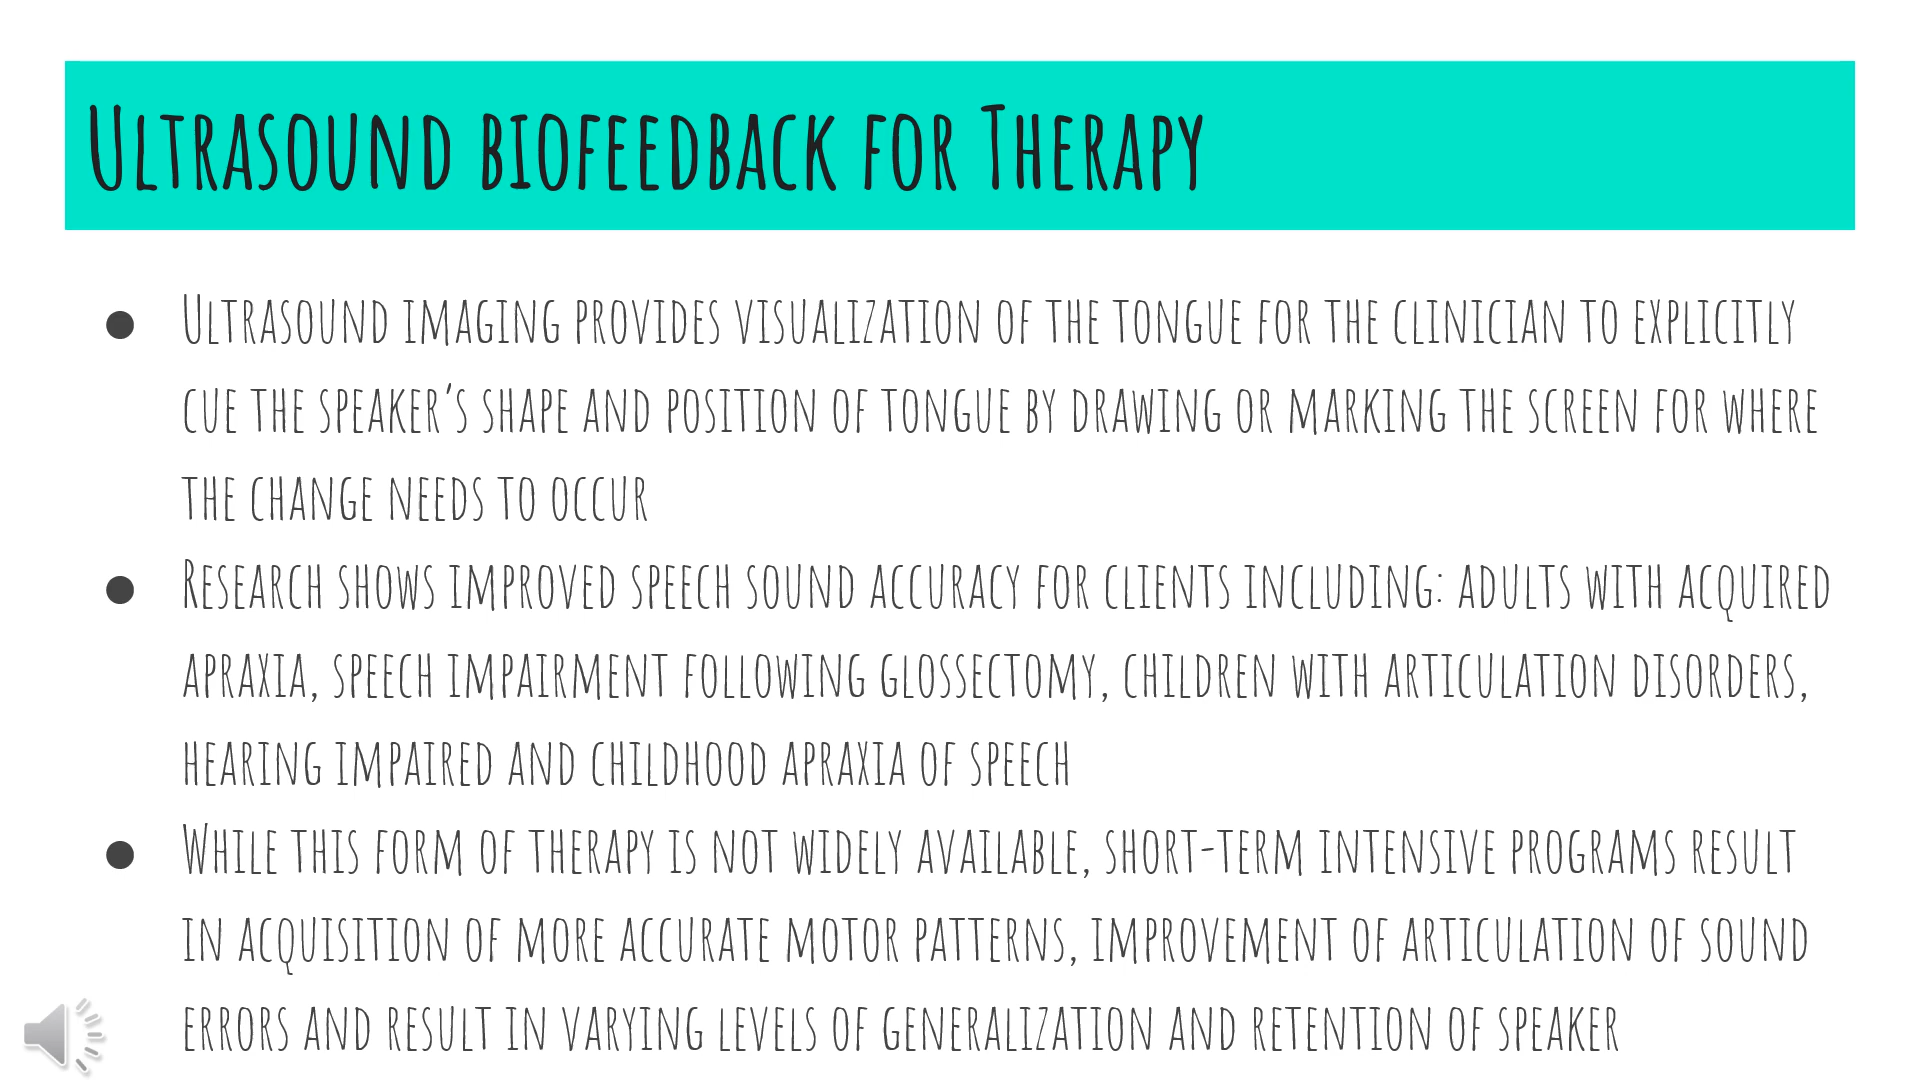 Ultrasound biofeedback for Therapy
● Ultrasound imaging provides visualization of the tongue for the clinician to explicitly
cue the speaker's shape and position of tongue by drawing or marking the screen for where
the change needs to occur
● Research shows improved speech sound accuracy for clients including: adults with acquired
apraxia, speech impairment following glossectomy, children with articulation disorders,
hearing impaired and childhood apraxia of speech
● While this form of therapy is not widely available, short-term intensive programs result
in acquisition of more accurate motor patterns, improvement of articulation of sound
errors and result in varying levels of generalization and retention of speaker